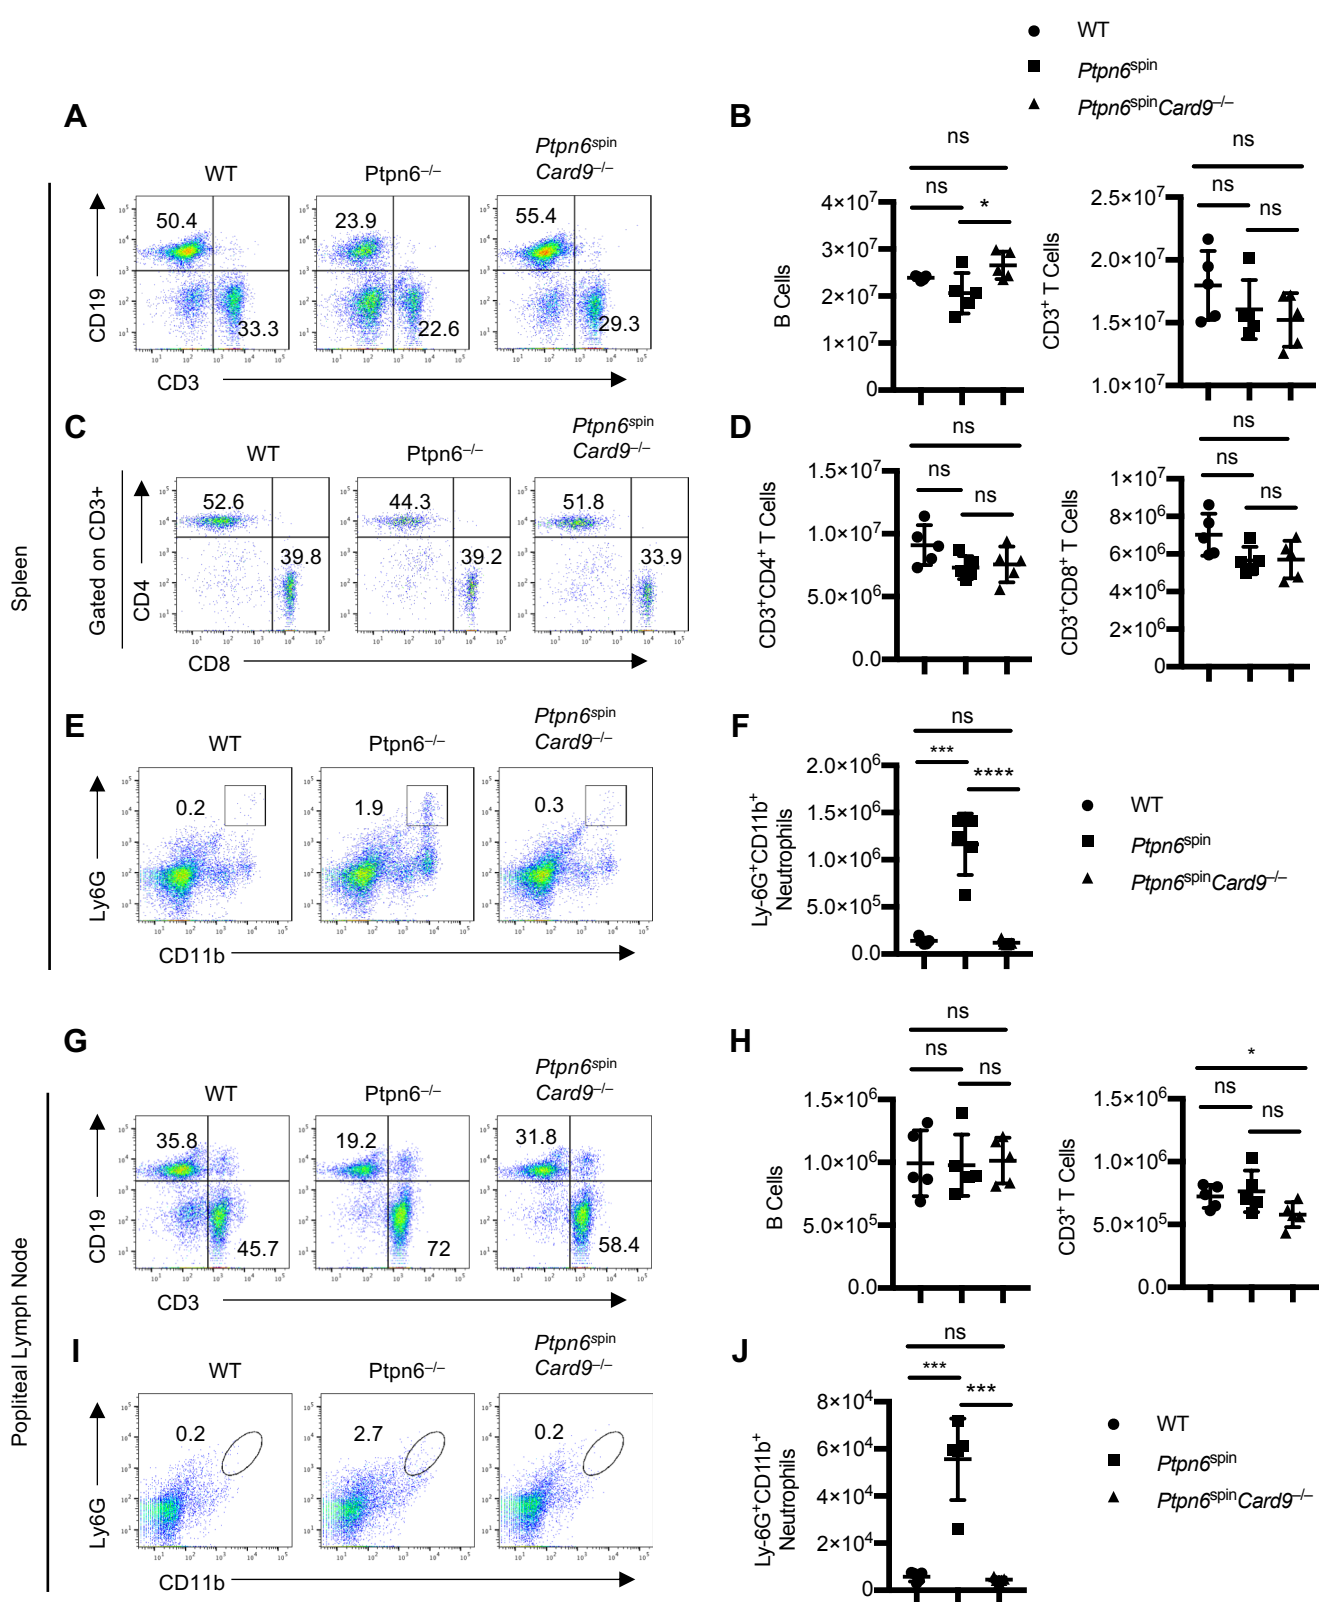 WT
Ptpn6spin
Ptpn6spinCard9–/–
A
WT
Ptpn6–/–
Ptpn6spin
Card9–/–
50.4
33.3
23.9
22.6
55.4
29.3
CD19
CD3
B
ns
ns
*
B Cells
4×10⁷
3×10⁷
2×10⁷
1×10⁷
0
ns
ns
ns
CD3⁺ T Cells
2.5×10⁷
2.0×10⁷
1.5×10⁷
1.0×10⁷
Spleen
C
Gated on CD3+
WT
Ptpn6–/–
Ptpn6spin
Card9–/–
52.6
39.8
44.3
39.2
51.8
33.9
CD4
CD8
D
ns
ns
ns
CD3⁺CD4⁺ T Cells
1.5×10⁷
1.0×10⁷
5.0×10⁶
0.0
ns
ns
ns
CD3⁺CD8⁺ T Cells
1×10⁷
8×10⁶
6×10⁶
4×10⁶
2×10⁶
0
E
WT
Ptpn6–/–
Ptpn6spin
Card9–/–
0.2
1.9
0.3
Ly6G
CD11b
F
ns
***
****
Ly-6G⁺CD11b⁺
Neutrophils
2.0×10⁶
1.5×10⁶
1.0×10⁶
5.0×10⁵
0.0
WT
Ptpn6spin
Ptpn6spinCard9–/–
Popliteal Lymph Node
G
WT
Ptpn6–/–
Ptpn6spin
Card9–/–
35.8
45.7
19.2
72
31.8
58.4
CD19
CD3
H
ns
ns
ns
B Cells
1.5×10⁶
1.0×10⁶
5.0×10⁵
0.0
*
ns
ns
CD3⁺ T Cells
1.5×10⁶
1.0×10⁶
5.0×10⁵
0.0
I
WT
Ptpn6–/–
Ptpn6spin
Card9–/–
0.2
2.7
0.2
Ly6G
CD11b
J
ns
***
***
Ly-6G⁺CD11b⁺
Neutrophils
8×10⁴
6×10⁴
4×10⁴
2×10⁴
0
WT
Ptpn6spin
Ptpn6spinCard9–/–